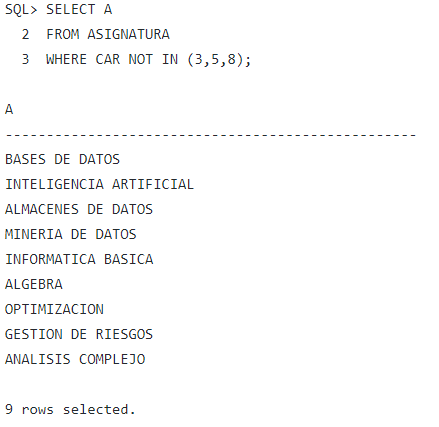 SQL> SELECT A
2 FROM ASIGNATURA
3 WHERE CAR NOT IN (3,5,8);
A
--------------------------------------------------
BASES DE DATOS
INTELIGENCIA ARTIFICIAL
ALMACENES DE DATOS
MINERIA DE DATOS
INFORMATICA BASICA
ALGEBRA
OPTIMIZACION
GESTION DE RIESGOS
ANALISIS COMPLEJO
9 rows selected.